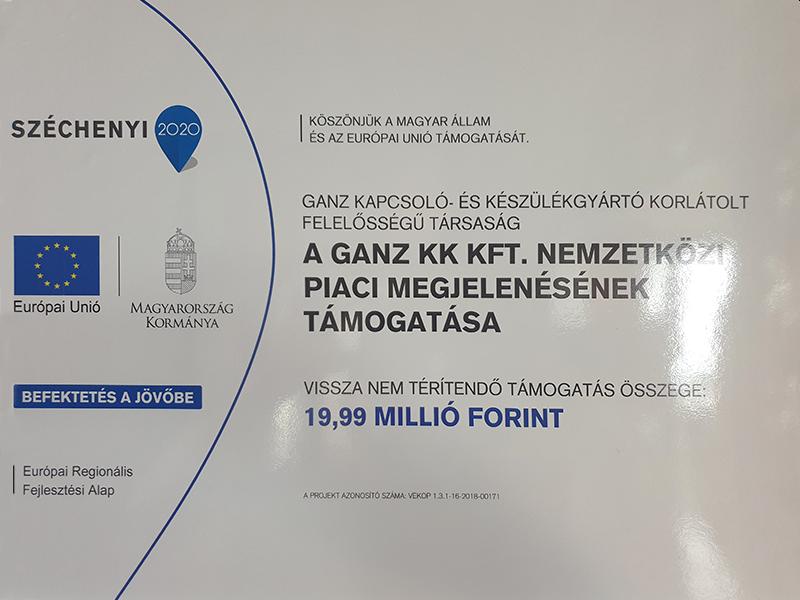 SZÉCHENYI 2020
Európai Unió
MAGYARORSZÁG
KORMÁNYA
BEFEKTETÉS A JÖVŐBE
Európai Regionális
Fejlesztési Alap
KÖSZÖNJÜK A MAGYAR ÁLLAM
ÉS AZ EURÓPAI UNIÓ TÁMOGATÁSÁT.
GANZ KAPCSOLÓ- ÉS KÉSZÜLÉKGYÁRTÓ KORLÁTOLT
FELELŐSSÉGŰ TÁRSASÁG
A GANZ KK KFT. NEMZETKÖZI
PIACI MEGJELENÉSÉNEK
TÁMOGATÁSA
VISSZA NEM TÉRÍTENDŐ TÁMOGATÁS ÖSSZEGE:
19,99 MILLIÓ FORINT
A PROJEKT AZONOSÍTÓ SZÁMA: VEKOP 1.3.1-16-2018-00171